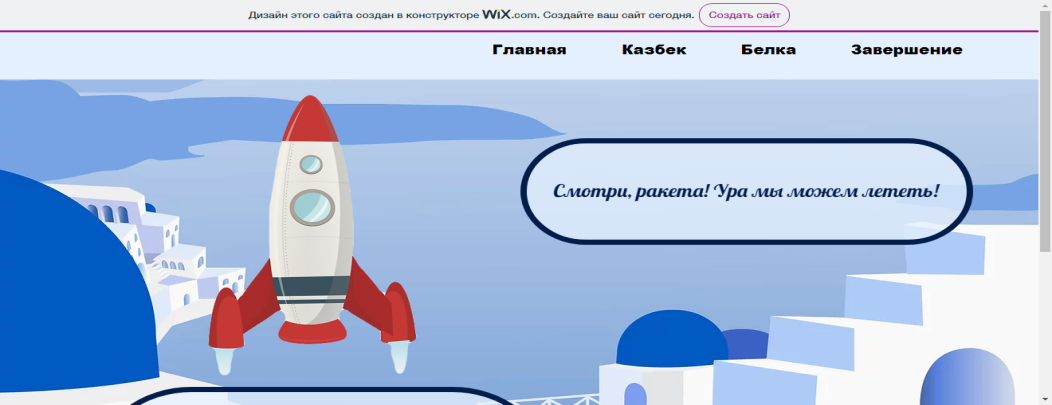 Дизайн этого сайта создан в конструкторе WiX.com. Создайте ваш сайт сегодня. Создать сайт
Главная Казбек Белка Завершение
Смотри, ракета! Ура мы можем лететь!